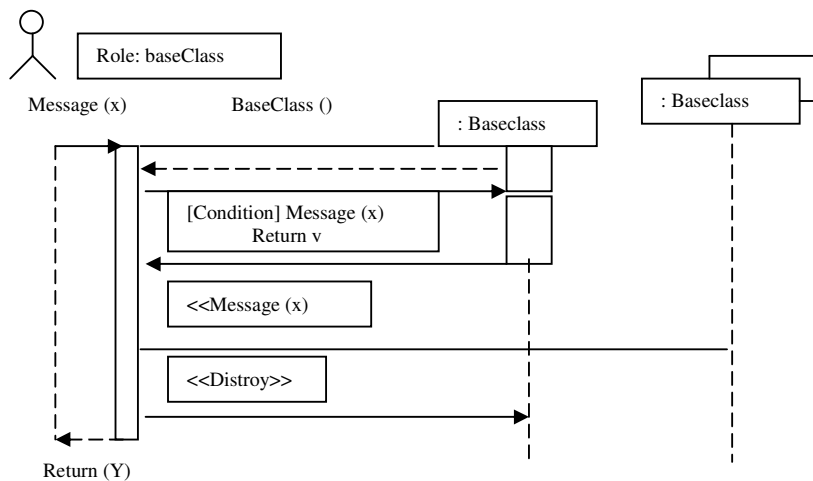 Role: baseClass
Message (x)
BaseClass ()
: Baseclass
: Baseclass
[Condition] Message (x)
Return v
<<Message (x)
<<Distroy>>
Return (Y)